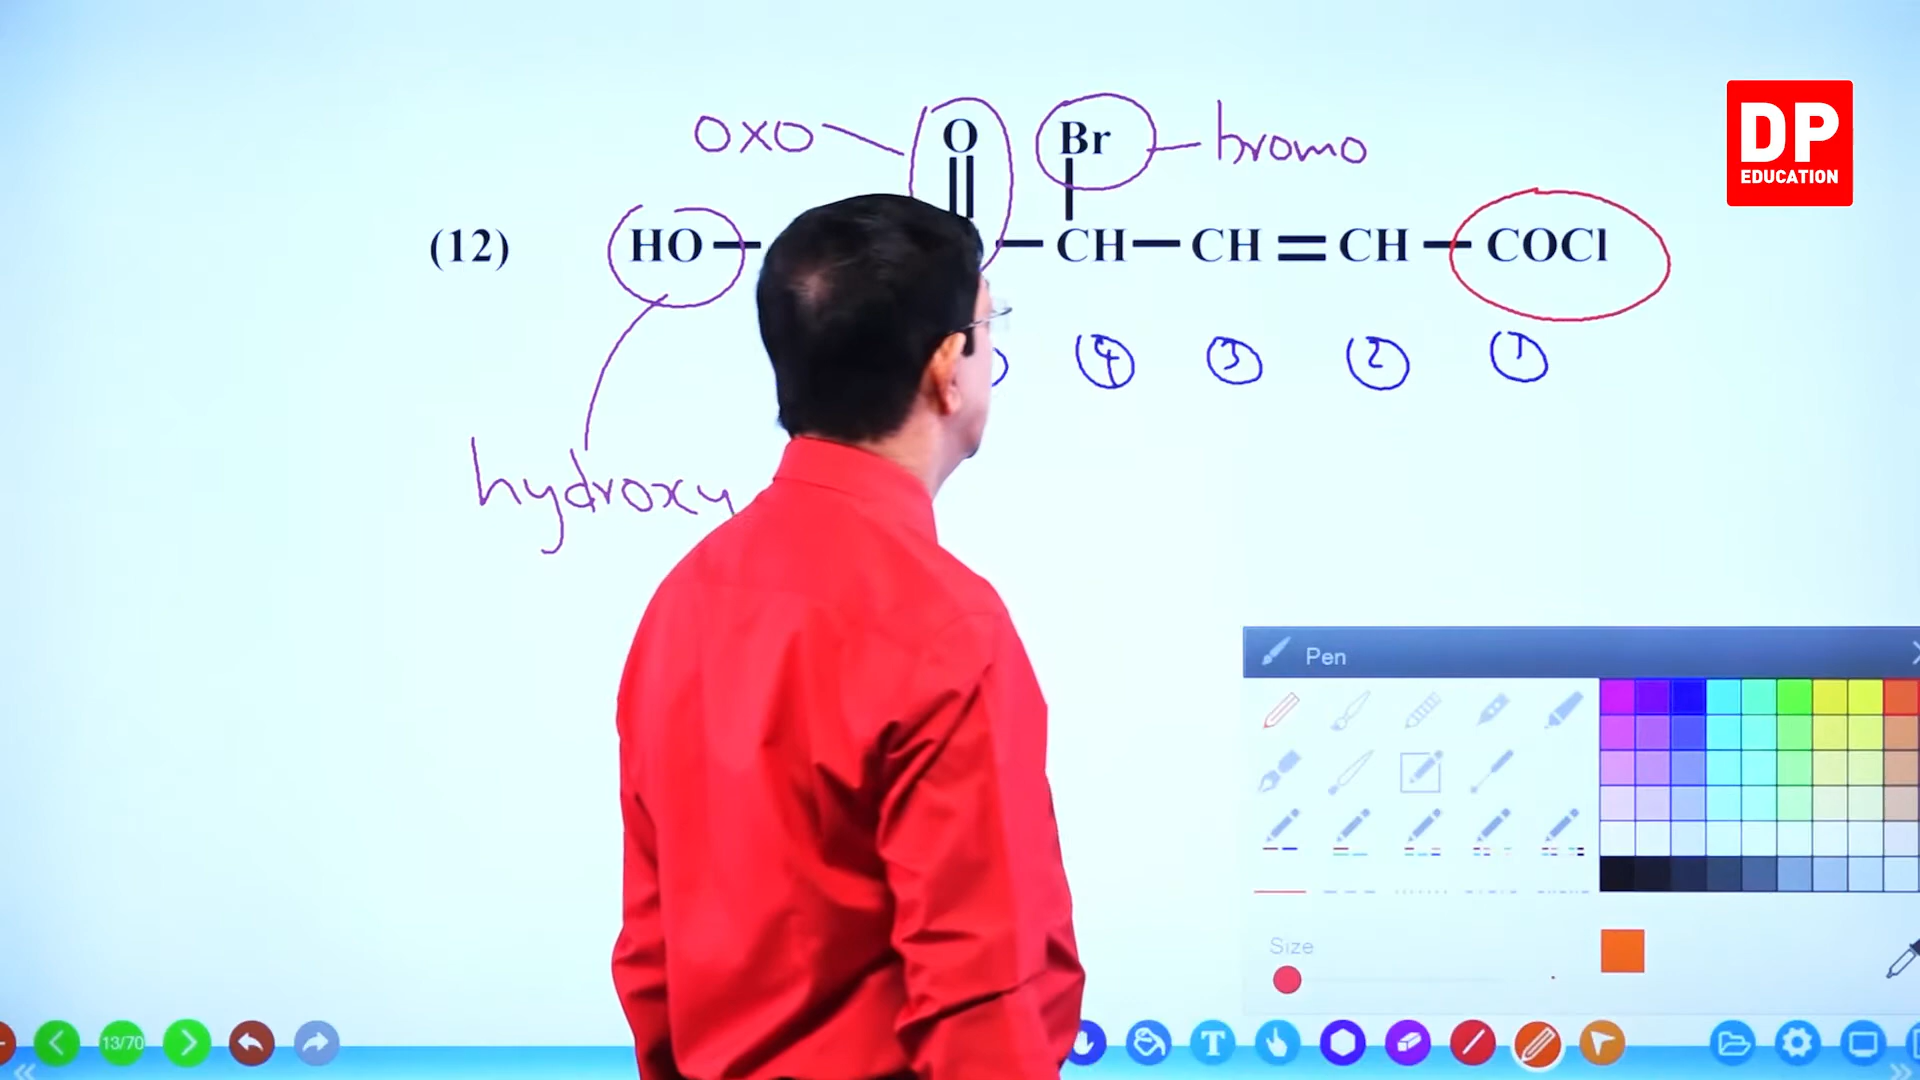 oxo
O
Br
bromo
DP
EDUCATION
(12)
HO
CH
CH
CH
COCl
4
3
2
1
hydroxy
Pen
Size
13/70
T